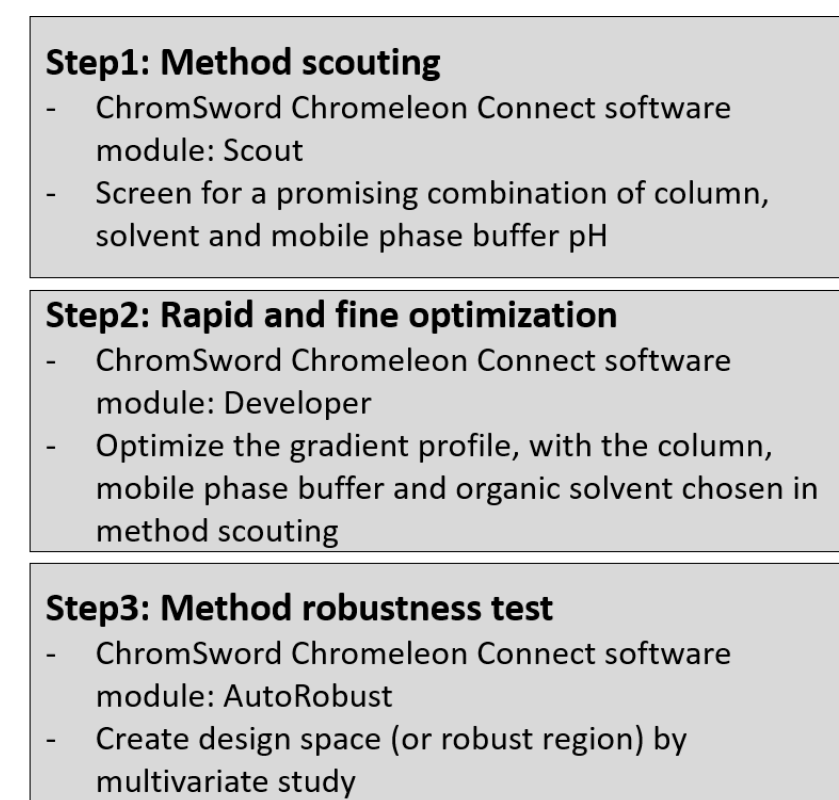 Step1: Method scouting
- ChromSword Chromeleon Connect software
module: Scout
- Screen for a promising combination of column,
solvent and mobile phase buffer pH
Step2: Rapid and fine optimization
- ChromSword Chromeleon Connect software
module: Developer
- Optimize the gradient profile, with the column,
mobile phase buffer and organic solvent chosen in
method scouting
Step3: Method robustness test
- ChromSword Chromeleon Connect software
module: AutoRobust
- Create design space (or robust region) by
multivariate study